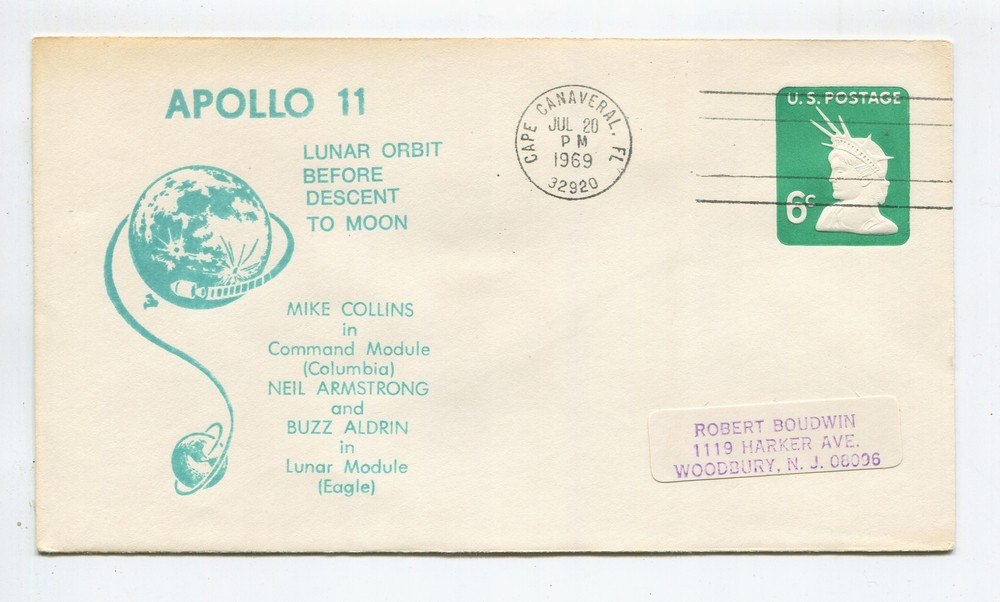 APOLLO 11
LUNAR ORBIT
BEFORE
DESCENT
TO MOON
MIKE COLLINS
in
Command Module
(Columbia)
NEIL ARMSTRONG
and
BUZZ ALDRIN
in
Lunar Module
(Eagle)
CAPE CANAVERAL, FL.
JUL 20
PM
1969
32920
U.S. POSTAGE
6c
ROBERT BOUDWIN
1119 HARKER AVE.
WOODBURY, N. J. 08096